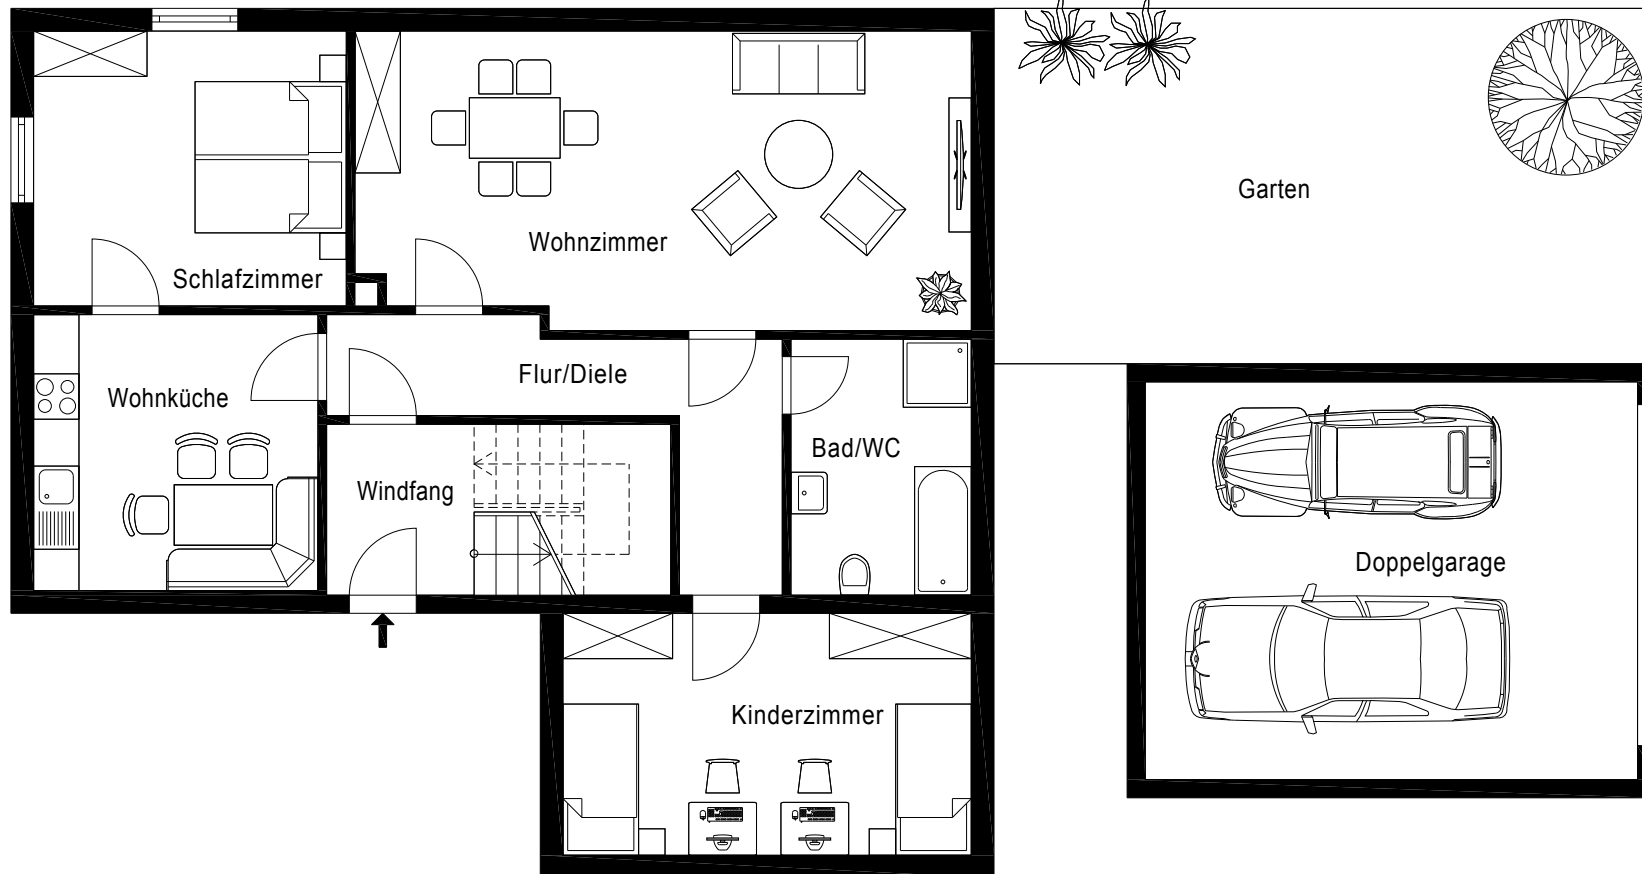 Garten
Wohnzimmer
Schlafzimmer
Flur/Diele
Wohnküche
Bad/WC
Windfang
Doppelgarage
Kinderzimmer